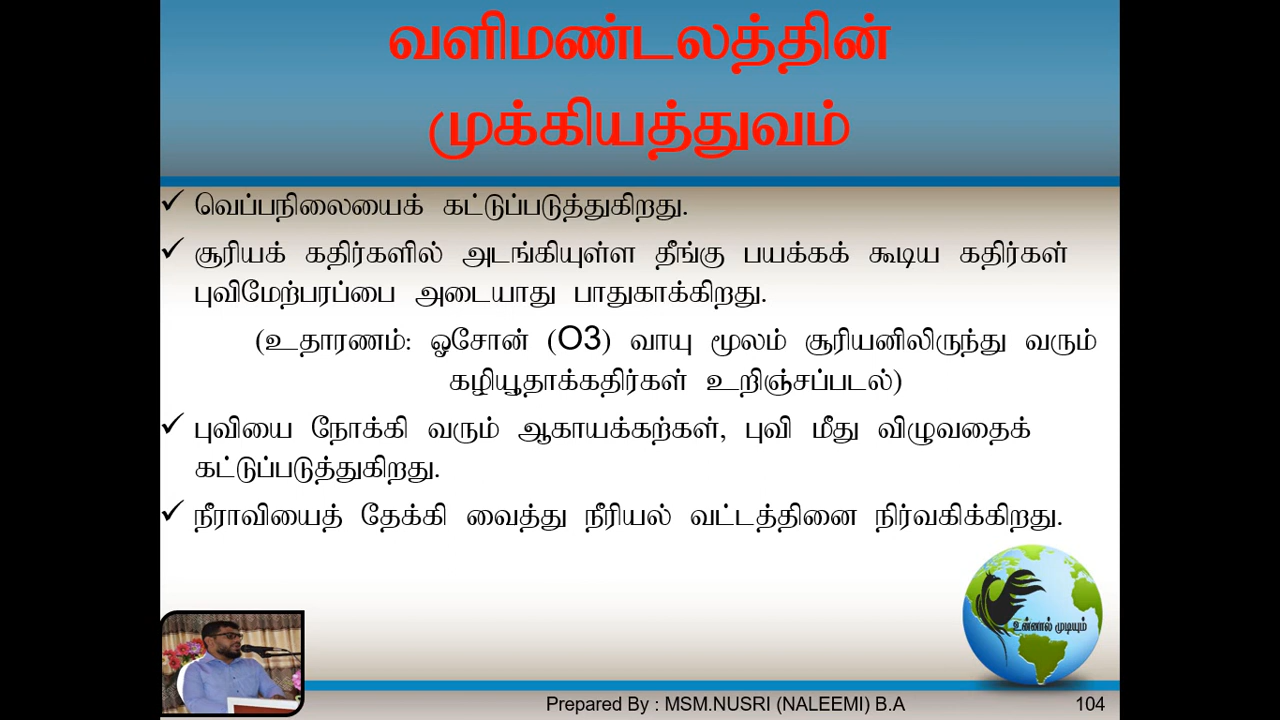 வளிமண்டலத்தின்
முக்கியத்துவம்
✓ வெப்பநிலையைக் கட்டுப்படுத்துகிறது.
✓ சூரியக் கதிர்களில் அடங்கியுள்ள தீங்கு பயக்கக் கூடிய கதிர்கள்
புவிமேற்பரப்பை அடையாது பாதுகாக்கிறது.
(உதாரணம்: ஓசோன் (O3) வாயு மூலம் சூரியனிலிருந்து வரும்
கழியூதாக்கதிர்கள் உறிஞ்சப்படல்)
✓ புவியை நோக்கி வரும் ஆகாயக்கற்கள், புவி மீது விழுவதைக்
கட்டுப்படுத்துகிறது.
✓ நீராவியைத் தேக்கி வைத்து நீரியல் வட்டத்தினை நிர்வகிக்கிறது.
உன்னால் முடியும்
Prepared By : MSM.NUSRI (NALEEMI) B.A
104